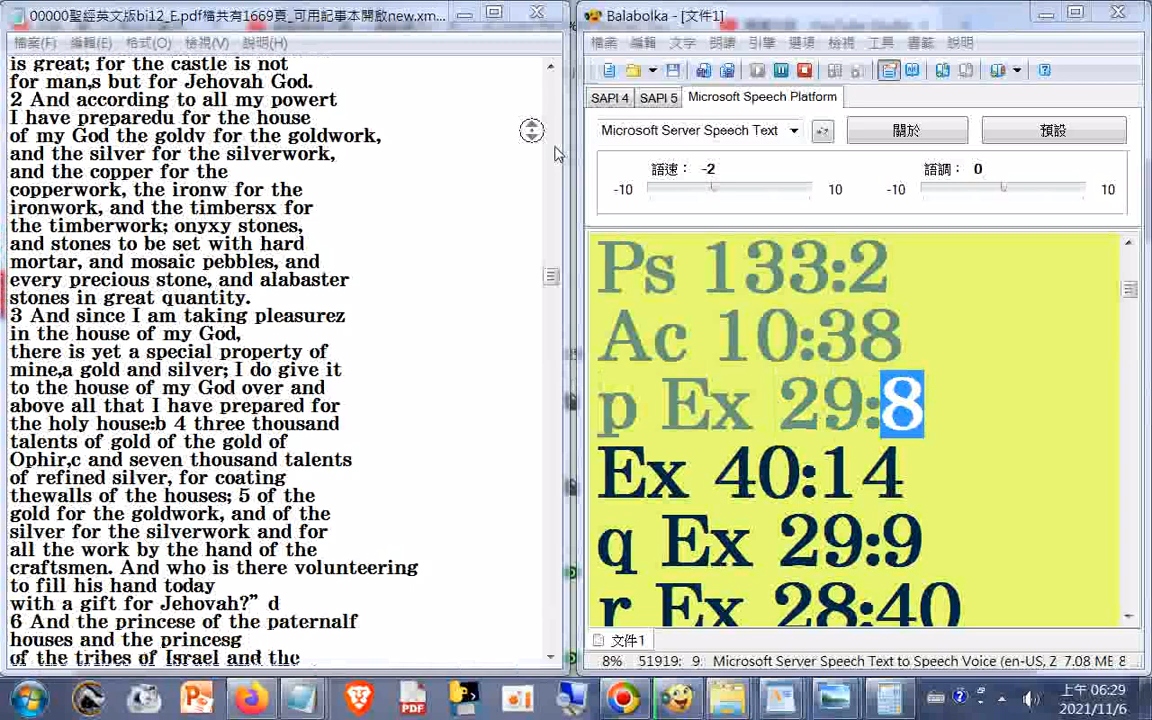 00000聖經英文版bi12_E.pdf檔共有1669頁_可用記事本開啟new.xm...
檔案(F) 編輯(E) 格式(O) 檢視(V) 說明(H)
is great; for the castle is not
for man,s but for Jehovah God.
2 And according to all my powert
I have preparedu for the house
of my God the goldv for the goldwork,
and the silver for the silverwork,
and the copper for the
copperwork, the ironw for the
ironwork, and the timbersx for
the timberwork; onyxy stones,
and stones to be set with hard
mortar, and mosaic pebbles, and
every precious stone, and alabaster
stones in great quantity.
3 And since I am taking pleasurez
in the house of my God,
there is yet a special property of
mine,a gold and silver; I do give it
to the house of my God over and
above all that I have prepared for
the holy house:b 4 three thousand
talents of gold of the gold of
Ophir,c and seven thousand talents
of refined silver, for coating
thewalls of the houses; 5 of the
gold for the goldwork, and of the
silver for the silverwork and for
all the work by the hand of the
craftsmen. And who is there volunteering
to fill his hand today
with a gift for Jehovah?” d
6 And the princese of the paternalf
houses and the princesg
of the tribes of Israel and the
Balabolka - [文件1]
檔案 編輯 文字 朗讀 引擎 選項 檢視 工具 書籤 說明
SAPI 4 SAPI 5 Microsoft Speech Platform
Microsoft Server Speech Text 關於 預設
語速： -2 語調： 0
-10 10 -10 10
Ps 133:2
Ac 10:38
p Ex 29:8
Ex 40:14
q Ex 29:9
r Ex 28:40
文件1
8% 51919: 9: Microsoft Server Speech Text to Speech Voice (en-US, Z 7.08 MB 8
上午 06:29
2021/11/6